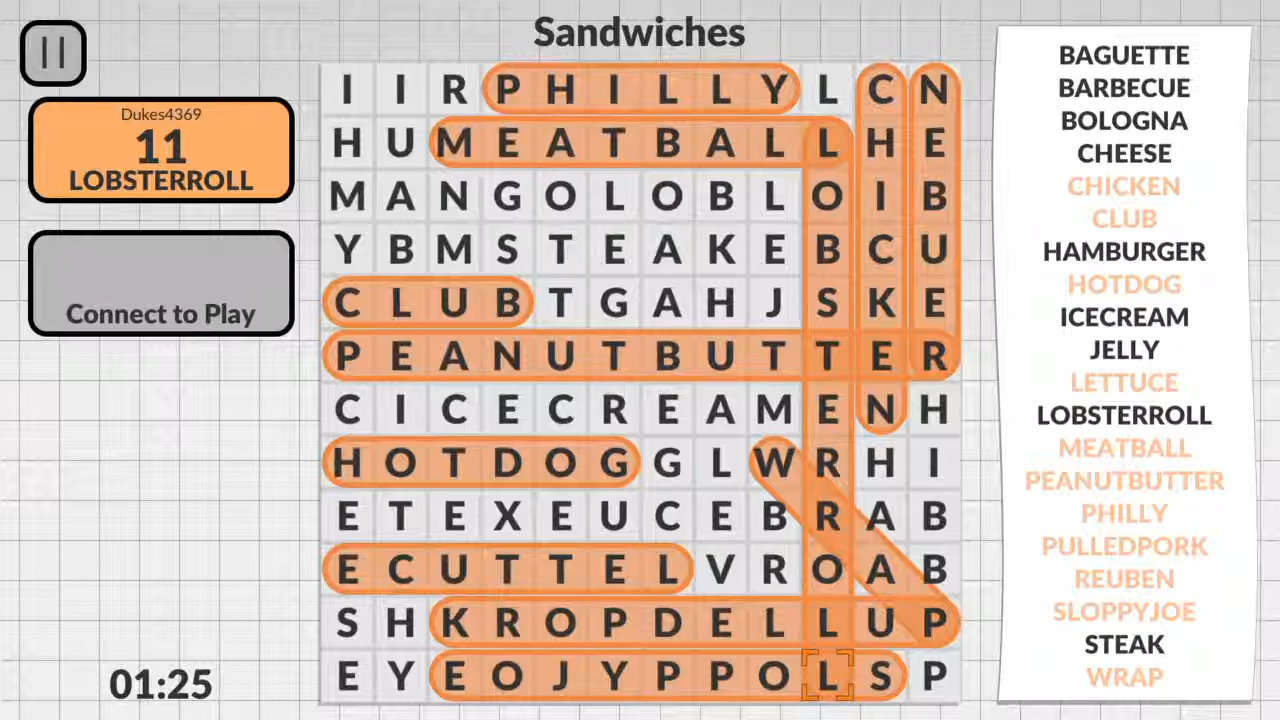 Sandwiches
Dukes4369
11
LOBSTERROLL
Connect to Play
01:25
I I R P H I L L Y L C N
H U M E A T B A L L H E
M A N G O L O B L O I B
Y B M S T E A K E B C U
C L U B T G A H J S K E
P E A N U T B U T T E R
C I C E C R E A M E N H
H O T D O G G L W R H I
E T E X E U C E B R A B
E C U T T E L V R O A B
S H K R O P D E L L U P
E Y E O J Y P P O L S P
BAGUETTE
BARBECUE
BOLOGNA
CHEESE
CHICKEN
CLUB
HAMBURGER
HOTDOG
ICECREAM
JELLY
LETTUCE
LOBSTERROLL
MEATBALL
PEANUTBUTTER
PHILLY
PULLEDPORK
REUBEN
SLOPPYJOE
STEAK
WRAP